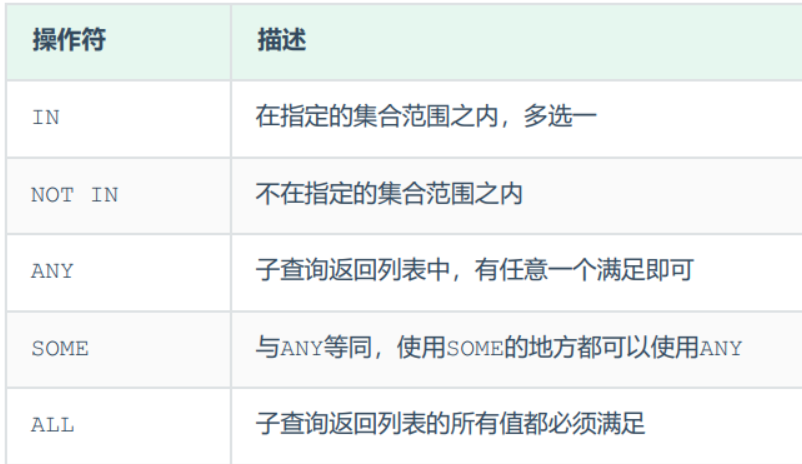 操作符 描述
IN 在指定的集合范围之内，多选一
NOT IN 不在指定的集合范围之内
ANY 子查询返回列表中，有任意一个满足即可
SOME 与ANY等同，使用SOME的地方都可以使用ANY
ALL 子查询返回列表的所有值都必须满足